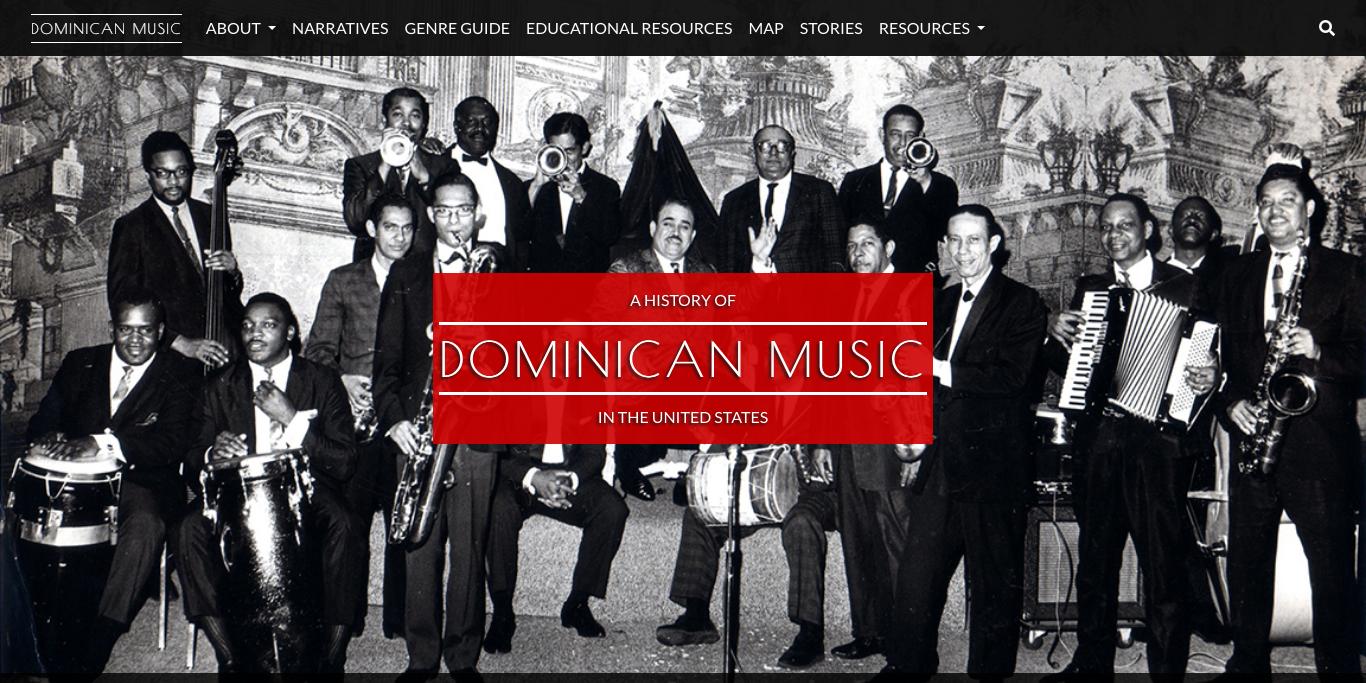 DOMINICAN MUSIC
ABOUT NARRATIVES GENRE GUIDE EDUCATIONAL RESOURCES MAP STORIES RESOURCES
A HISTORY OF
DOMINICAN MUSIC
IN THE UNITED STATES